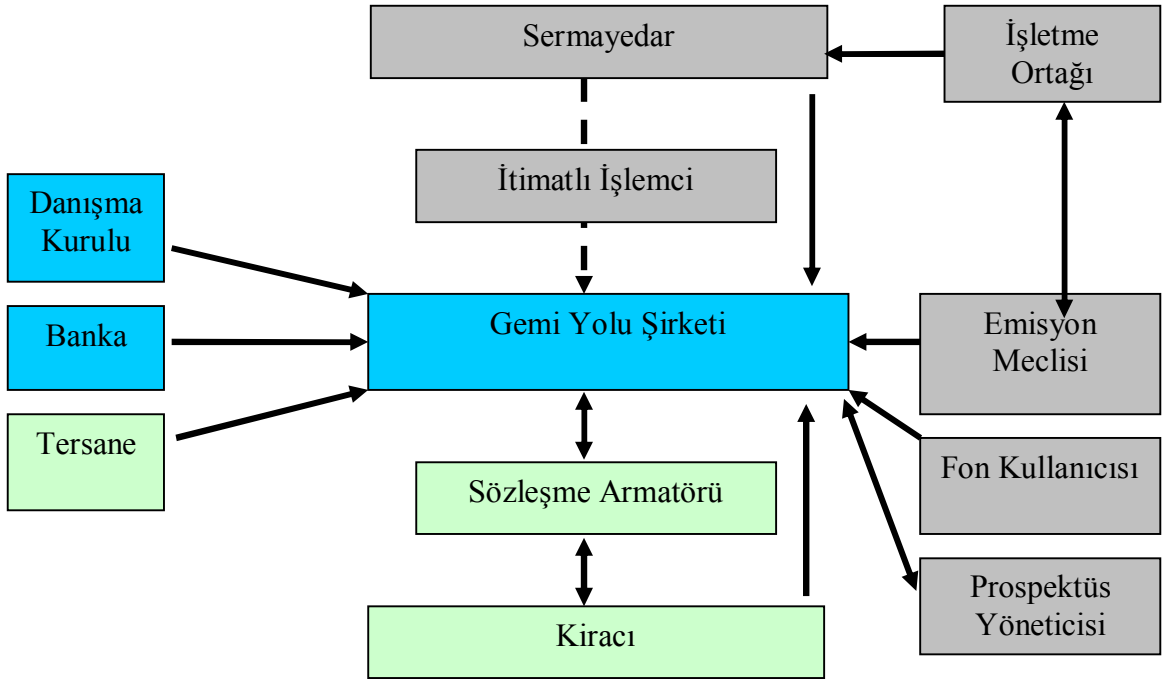 Sermayedar
İşletme
Ortağı
İtimatlı İşlemci
Danışma
Kurulu
Gemi Yolu Şirketi
Emisyon
Meclisi
Banka
Tersane
Fon Kullanıcısı
Sözleşme Armatörü
Prospektüs
Yöneticisi
Kiracı